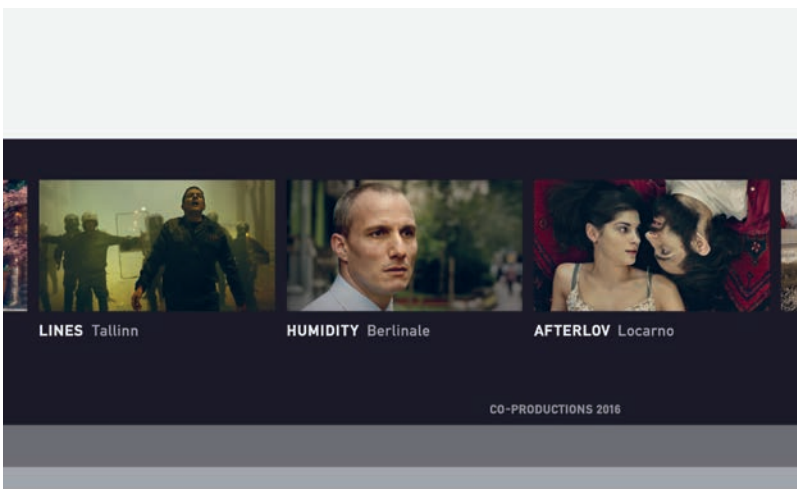 LINES Tallinn
HUMIDITY Berlinale
AFTERLOV Locarno
CO-PRODUCTIONS 2016